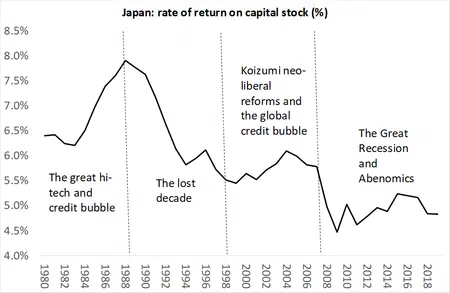 Japan: rate of return on capital stock (%)
8.5%
8.0%
7.5%
7.0%
6.5%
6.0%
5.5%
5.0%
4.5%
4.0%
The great hi-
tech and
credit bubble
The lost
decade
Koizumi neo-
liberal
reforms and
the global
credit bubble
The Great
Recession
and
Abenomics
1980
1982
1984
1986
1988
1990
1992
1994
1996
1998
2000
2002
2004
2006
2008
2010
2012
2014
2016
2018